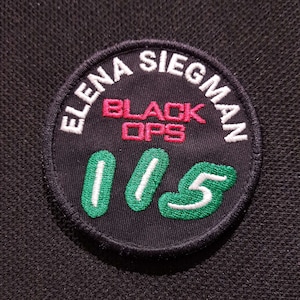 ELENA SIEGMAN
BLACK
OPS
115